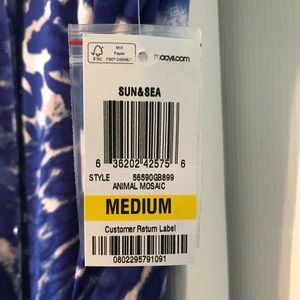 FSC
MIX
Paper
macys.com
SUN&SEA
6 36202 42575 6
STYLE 56590GB899
ANIMAL MOSAIC
MEDIUM
Customer Return Label
0802295791091